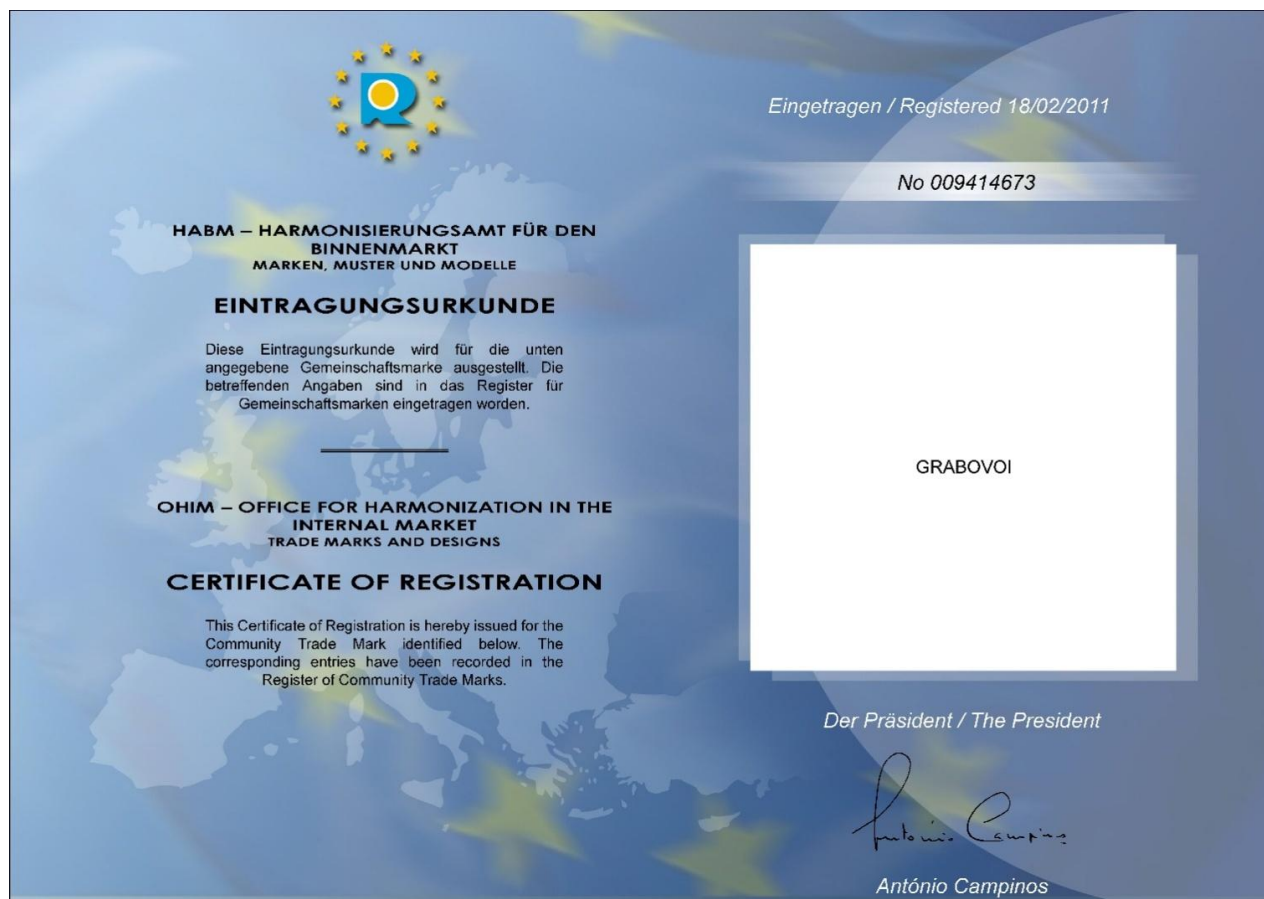 HABM – HARMONISIERUNGSAMT FÜR DEN
BINNENMARKT
MARKEN, MUSTER UND MODELLE
EINTRAGUNGSURKUNDE
Diese Eintragungsurkunde wird für die unten
angegebene Gemeinschaftsmarke ausgestellt. Die
betreffenden Angaben sind in das Register für
Gemeinschaftsmarken eingetragen worden.
OHIM – OFFICE FOR HARMONIZATION IN THE
INTERNAL MARKET
TRADE MARKS AND DESIGNS
CERTIFICATE OF REGISTRATION
This Certificate of Registration is hereby issued for the
Community Trade Mark identified below. The
corresponding entries have been recorded in the
Register of Community Trade Marks.
Eingetragen / Registered 18/02/2011
No 009414673
GRABOVOI
Der Präsident / The President
António Campinos
António Campinos